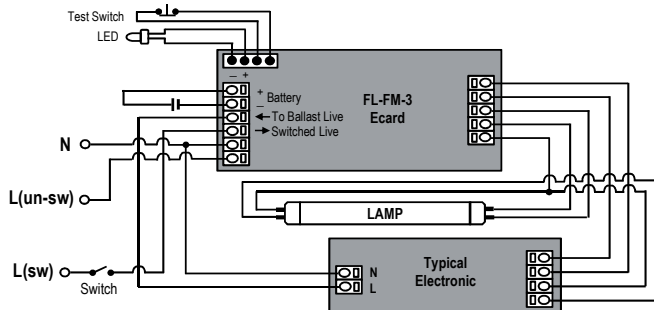 Test Switch
LED
– +
+
Battery
–
To Ballast Live
Switched Live
FL-FM-3
Ecard
N
L(un-sw)
LAMP
L(sw)
Switch
N
L
Typical
Electronic